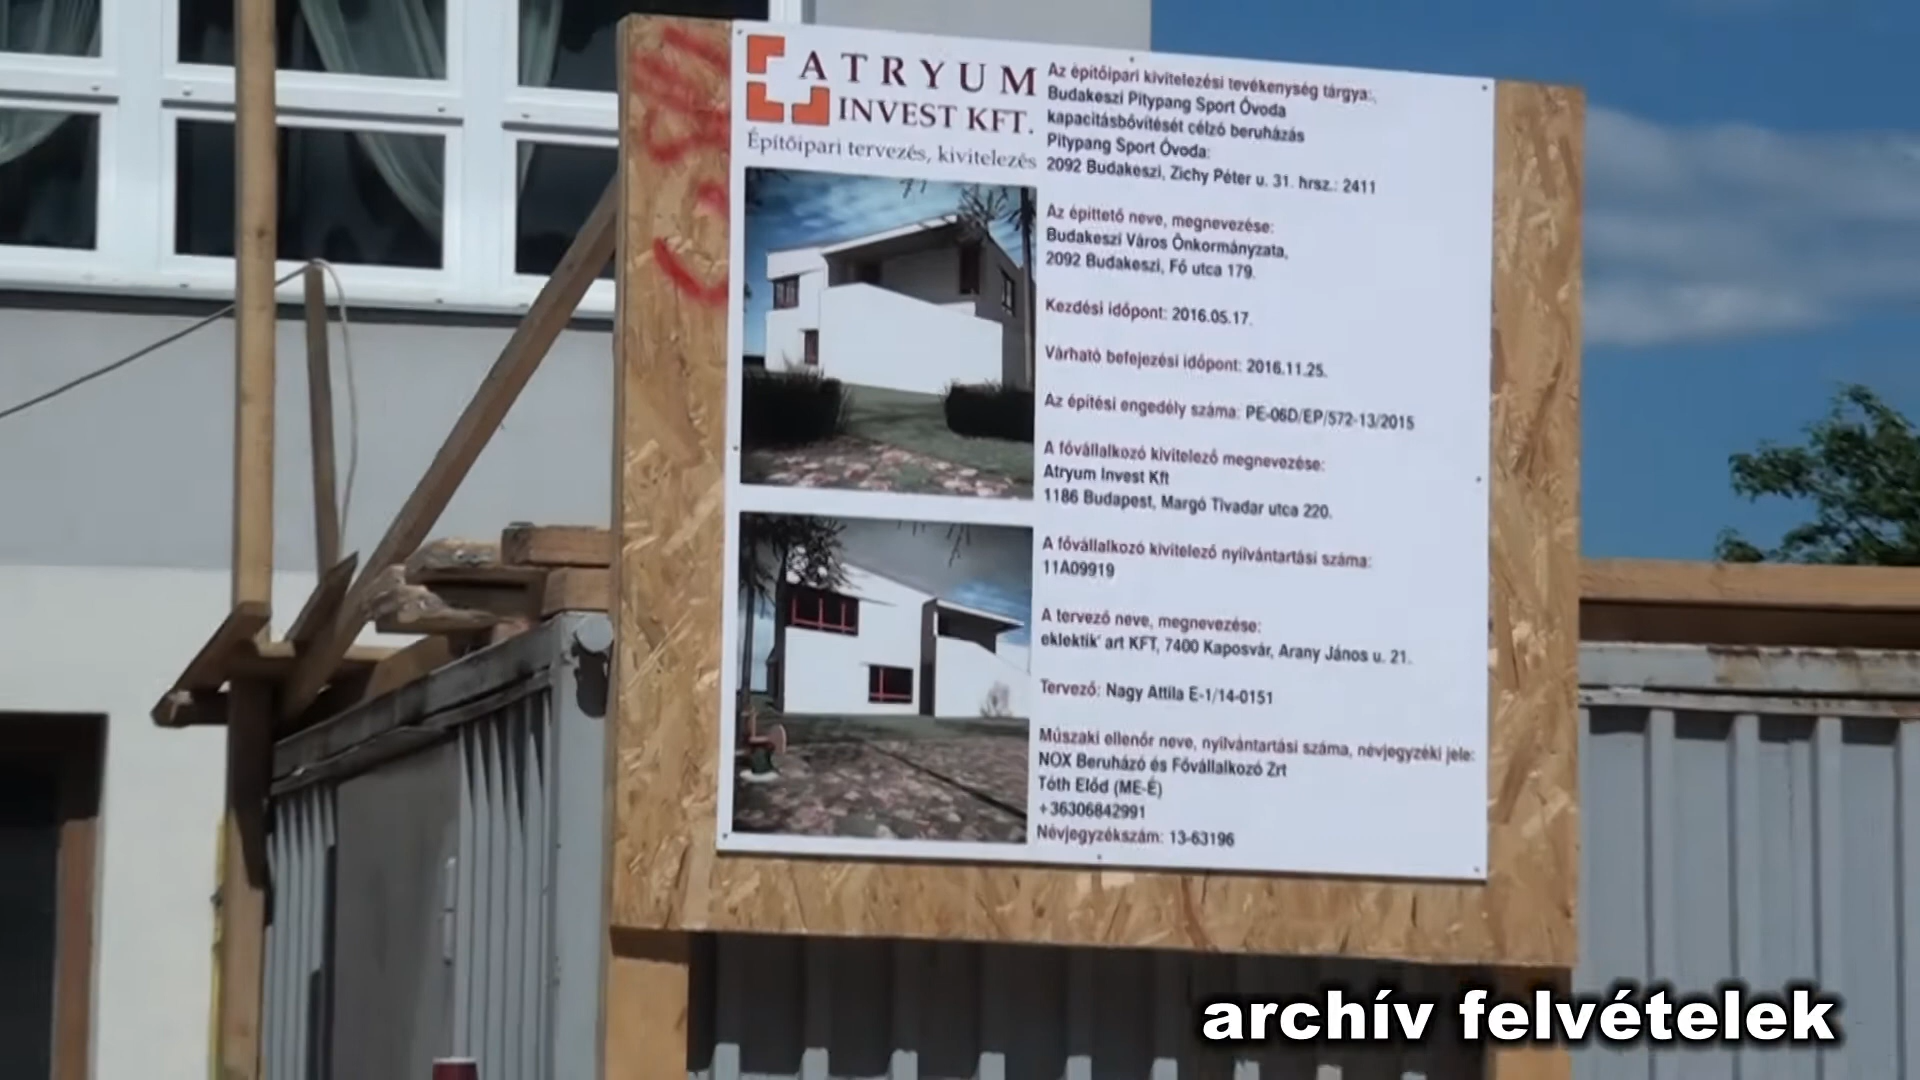 ATRYUM
INVEST KFT.
Építőipari tervezés, kivitelezés
Az építőipari kivitelezési tevékenység tárgya:
Budakeszi Pitypang Sport Óvoda
kapacitásbővítését célzó beruházás
Pitypang Sport Óvoda:
2092 Budakeszi, Zichy Péter u. 31. hrsz.: 2411
Az építtető neve, megnevezése:
Budakeszi Város Önkormányzata,
2092 Budakeszi, Fő utca 179.
Kezdési időpont: 2016.05.17.
Várható befejezési időpont: 2016.11.25.
Az építési engedély száma: PE-06D/EP/572-13/2015
A fővállalkozó kivitelező megnevezése:
Atryum Invest Kft
1186 Budapest, Margó Tivadar utca 220.
A fővállalkozó kivitelező nyilvántartási száma:
11A09919
A tervező neve, megnevezése:
eklektik' art KFT, 7400 Kaposvár, Arany János u. 21.
Tervező: Nagy Attila E-1/14-0151
Műszaki ellenőr neve, nyilvántartási száma, névjegyzéki jele:
NOX Beruházó és Fővállalkozó Zrt
Tóth Előd (ME-É)
+36306842991
Névjegyzékszám: 13-63196
archív felvételek